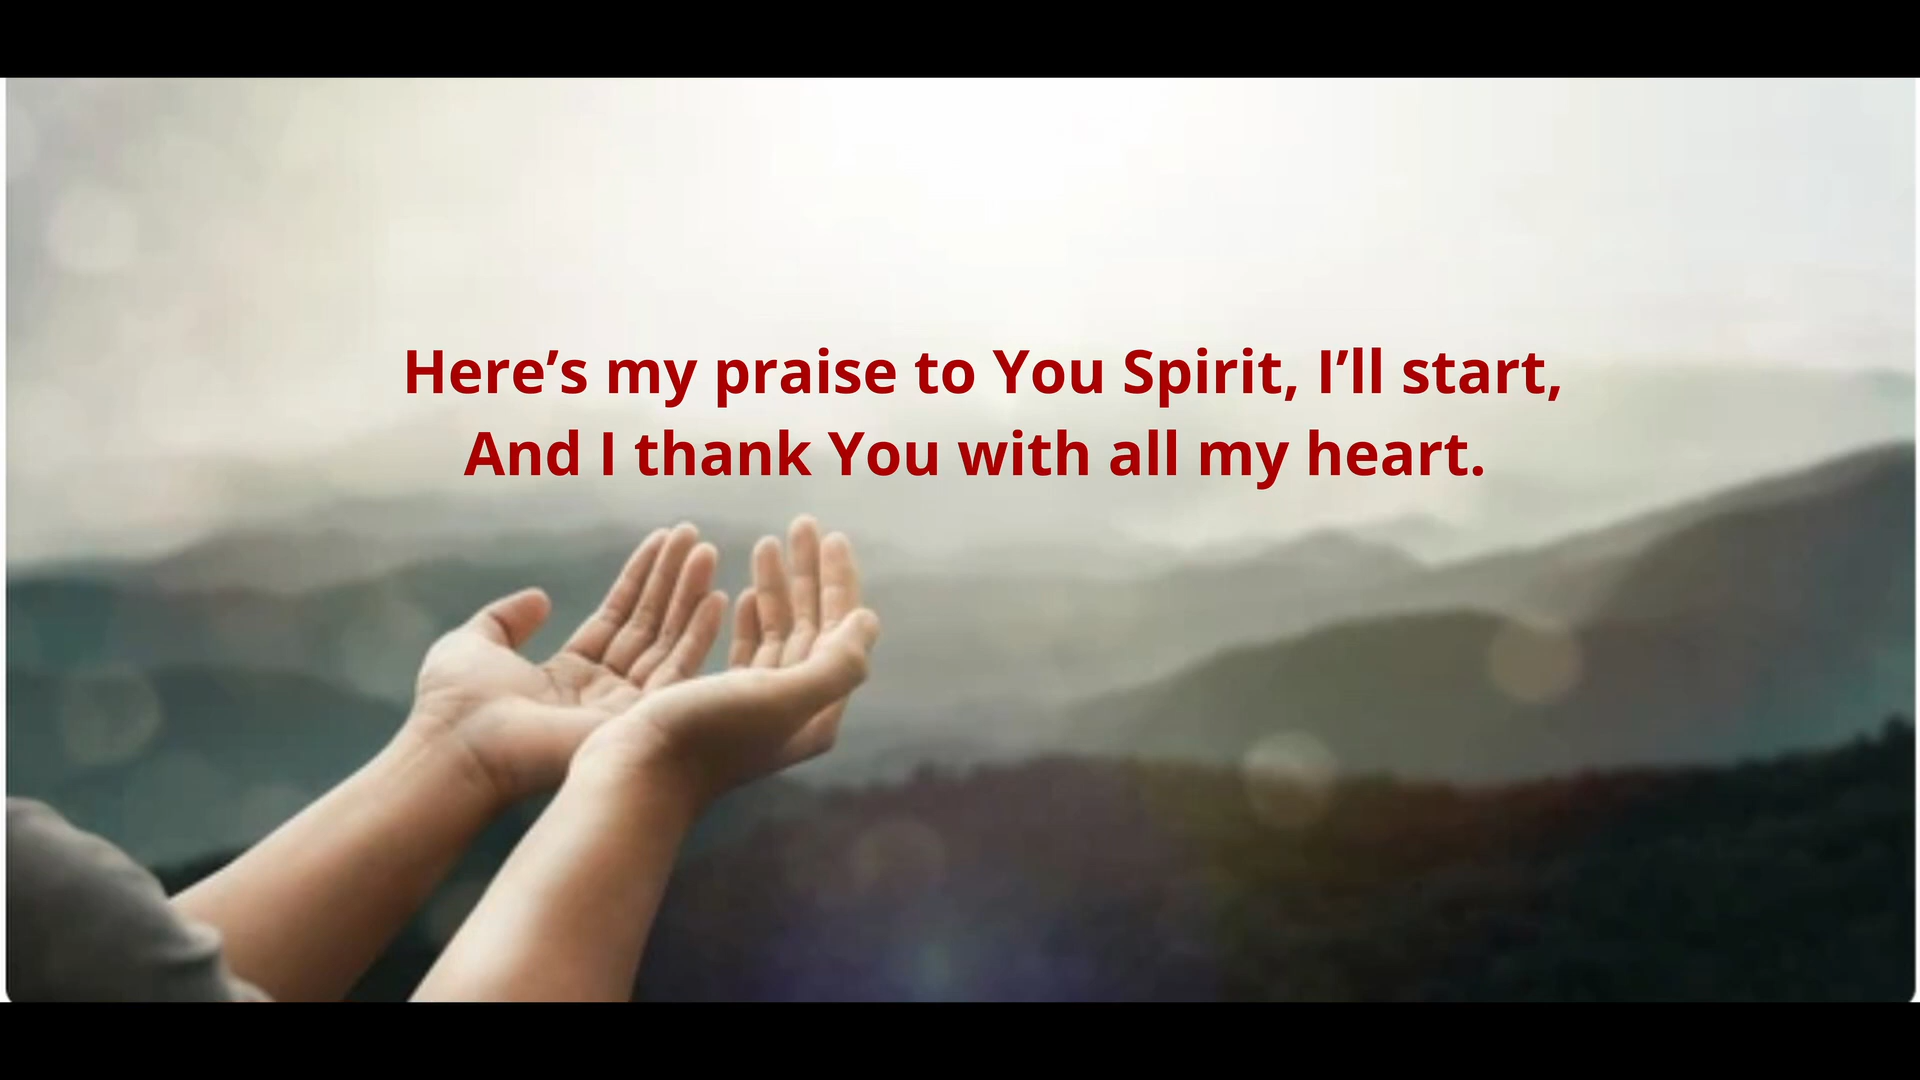 Here’s my praise to You Spirit, I’ll start,
And I thank You with all my heart.